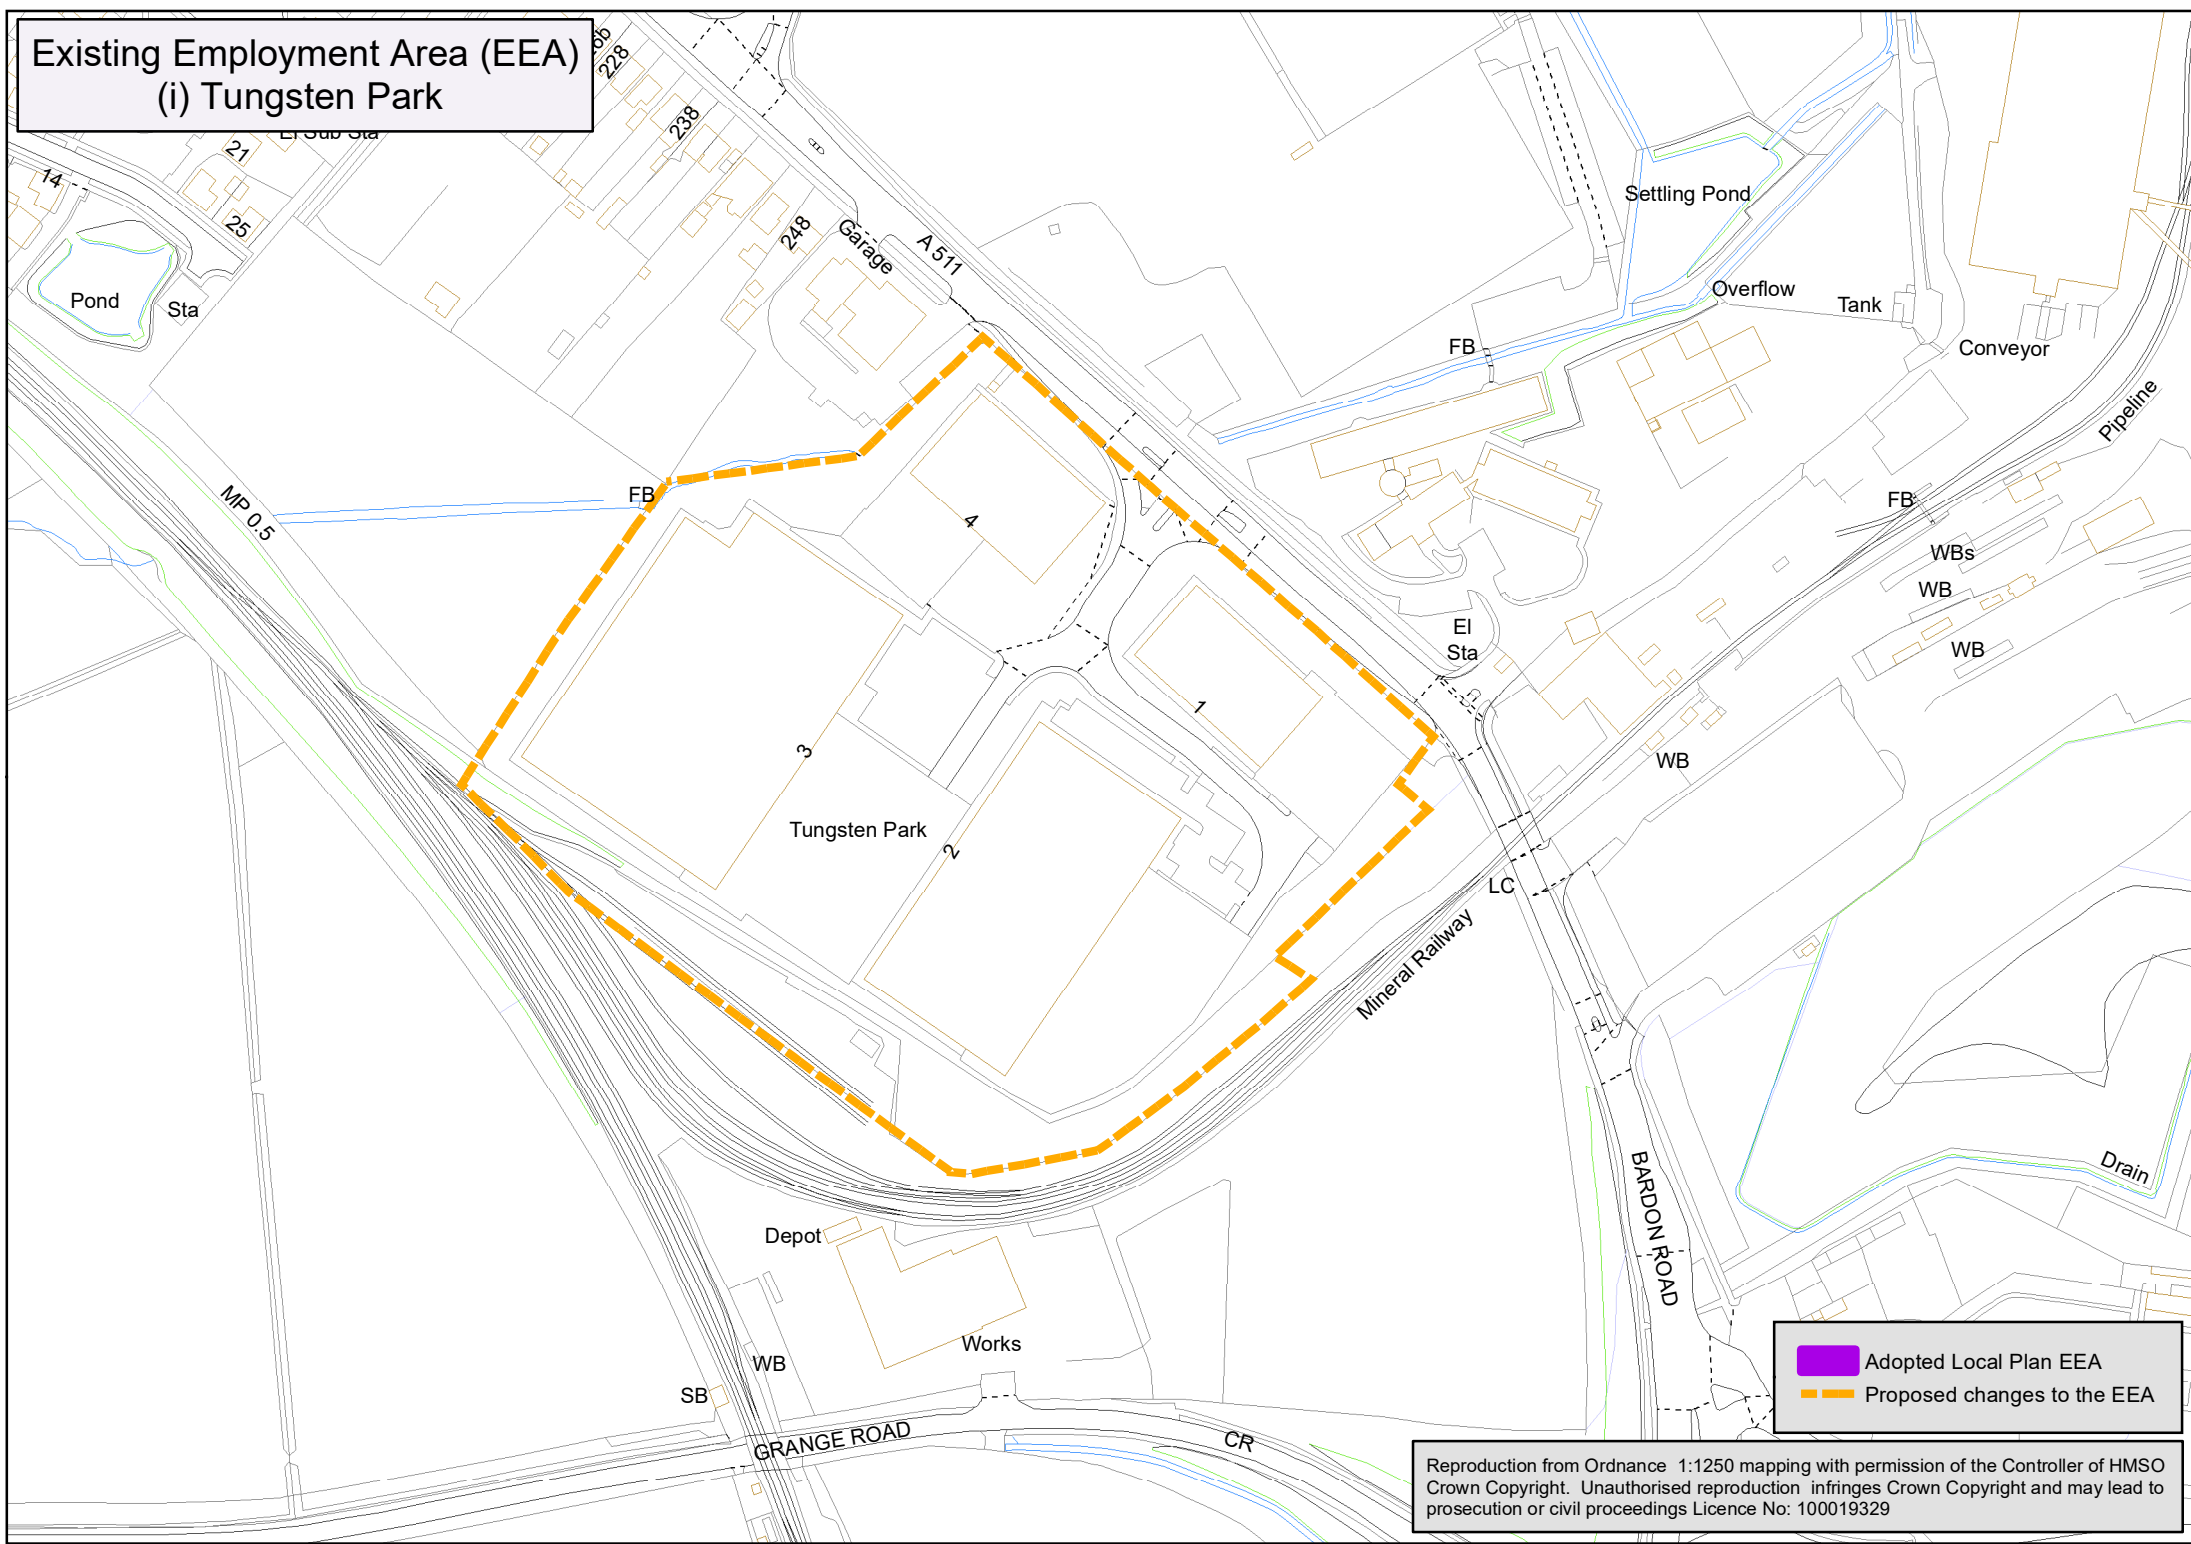 Existing Employment Area (EEA)
(i) Tungsten Park
228
238
El Sub Sta
21
14
25
248
Garage
A 511
Pond
Sta
Settling Pond
Overflow
Tank
FB
Conveyor
Pipeline
MP 0.5
FB
4
FB
WBs
WB
El
Sta
WB
1
3
WB
Tungsten Park
2
LC
Mineral Railway
BARDON ROAD
Drain
Depot
Works
WB
SB
GRANGE ROAD
CR
Adopted Local Plan EEA
Proposed changes to the EEA
Reproduction from Ordnance 1:1250 mapping with permission of the Controller of HMSO
Crown Copyright. Unauthorised reproduction infringes Crown Copyright and may lead to
prosecution or civil proceedings Licence No: 100019329